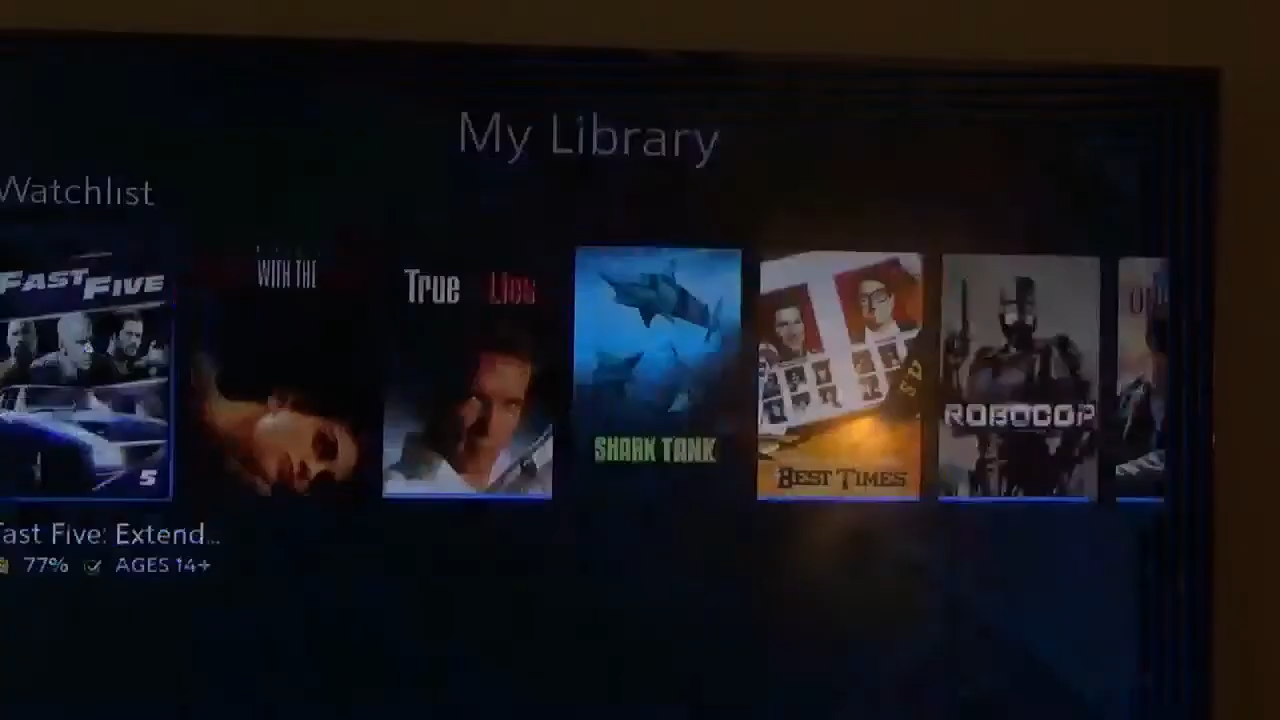 My Library
Watchlist
FAST FIVE
5
WITH THE
True Lies
SHARK TANK
BEST TIMES
ROBOCOP
Fast Five: Extend...
77% AGES 14+